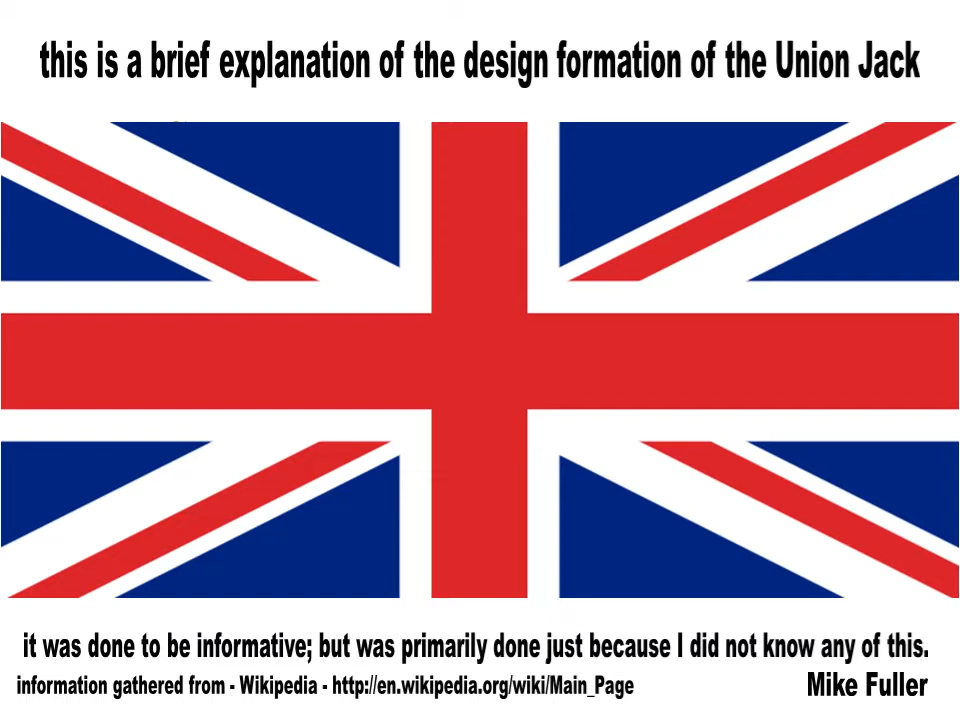 this is a brief explanation of the design formation of the Union Jack
it was done to be informative; but was primarily done just because I did not know any of this.
information gathered from - Wikipedia - http://en.wikipedia.org/wiki/Main_Page
Mike Fuller